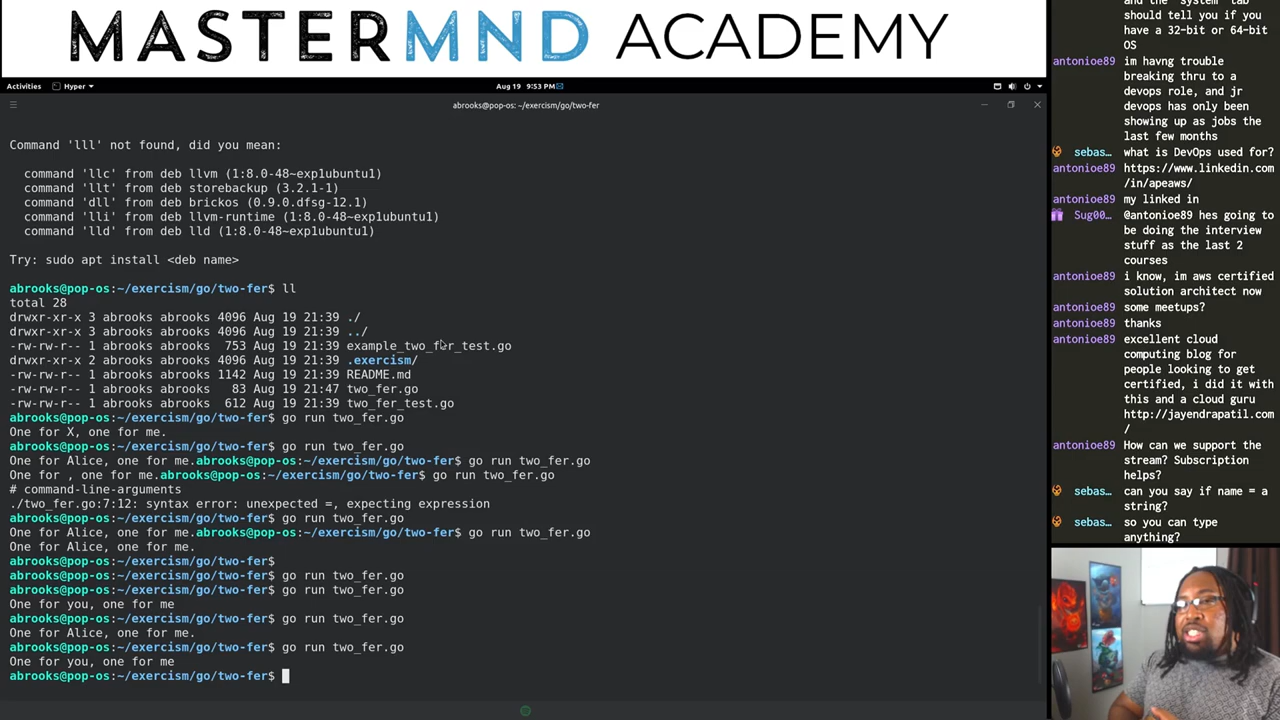 MASTERMND ACADEMY
Activities
Hyper
Aug 19 9:53 PM
abrooks@pop-os: ~/exercism/go/two-fer
Command 'lll' not found, did you mean:
command 'llc' from deb llvm (1:8.0-48~exp1ubuntu1)
command 'llt' from deb storebackup (3.2.1-1)
command 'dll' from deb brickos (0.9.0.dfsg-12.1)
command 'lli' from deb llvm-runtime (1:8.0-48~exp1ubuntu1)
command 'lld' from deb lld (1:8.0-48~exp1ubuntu1)
Try: sudo apt install <deb name>
abrooks@pop-os:~/exercism/go/two-fer$ ll
total 28
drwxr-xr-x 3 abrooks abrooks 4096 Aug 19 21:39 ./
drwxr-xr-x 3 abrooks abrooks 4096 Aug 19 21:39 ../
-rw-rw-r-- 1 abrooks abrooks  753 Aug 19 21:39 example_two_fer_test.go
drwxr-xr-x 2 abrooks abrooks 4096 Aug 19 21:39 .exercism/
-rw-rw-r-- 1 abrooks abrooks 1142 Aug 19 21:39 README.md
-rw-rw-r-- 1 abrooks abrooks   83 Aug 19 21:47 two_fer.go
-rw-rw-r-- 1 abrooks abrooks  612 Aug 19 21:39 two_fer_test.go
abrooks@pop-os:~/exercism/go/two-fer$ go run two_fer.go
One for X, one for me.
abrooks@pop-os:~/exercism/go/two-fer$ go run two_fer.go
One for Alice, one for me.abrooks@pop-os:~/exercism/go/two-fer$ go run two_fer.go
One for , one for me.abrooks@pop-os:~/exercism/go/two-fer$ go run two_fer.go
# command-line-arguments
./two_fer.go:7:12: syntax error: unexpected =, expecting expression
abrooks@pop-os:~/exercism/go/two-fer$ go run two_fer.go
One for Alice, one for me.abrooks@pop-os:~/exercism/go/two-fer$ go run two_fer.go
One for Alice, one for me.
abrooks@pop-os:~/exercism/go/two-fer$
abrooks@pop-os:~/exercism/go/two-fer$ go run two_fer.go
abrooks@pop-os:~/exercism/go/two-fer$ go run two_fer.go
One for you, one for me
abrooks@pop-os:~/exercism/go/two-fer$ go run two_fer.go
One for Alice, one for me.
abrooks@pop-os:~/exercism/go/two-fer$ go run two_fer.go
One for you, one for me
abrooks@pop-os:~/exercism/go/two-fer$
and the "system" tab
should tell you if you
have a 32-bit or 64-bit
OS
antonioe89 im havng trouble
breaking thru to a
devops role, and jr
devops has only been
showing up as jobs the
last few months
sebas… what is DevOps used for?
antonioe89 https://www.linkedin.com
/in/apeaws/
my linked in
Sug00… @antonioe89 hes going to
be doing the interview
stuff as the last 2
courses
antonioe89 i know, im aws certified
solution architect now
antonioe89 some meetups?
antonioe89 thanks
antonioe89 excellent cloud
computing blog for
people looking to get
certified, i did it with
this and a cloud guru
http://jayendrapatil.com
/
antonioe89 How can we support the
stream? Subscription
helps?
sebas… can you say if name = a
string?
sebas… so you can type
anything?